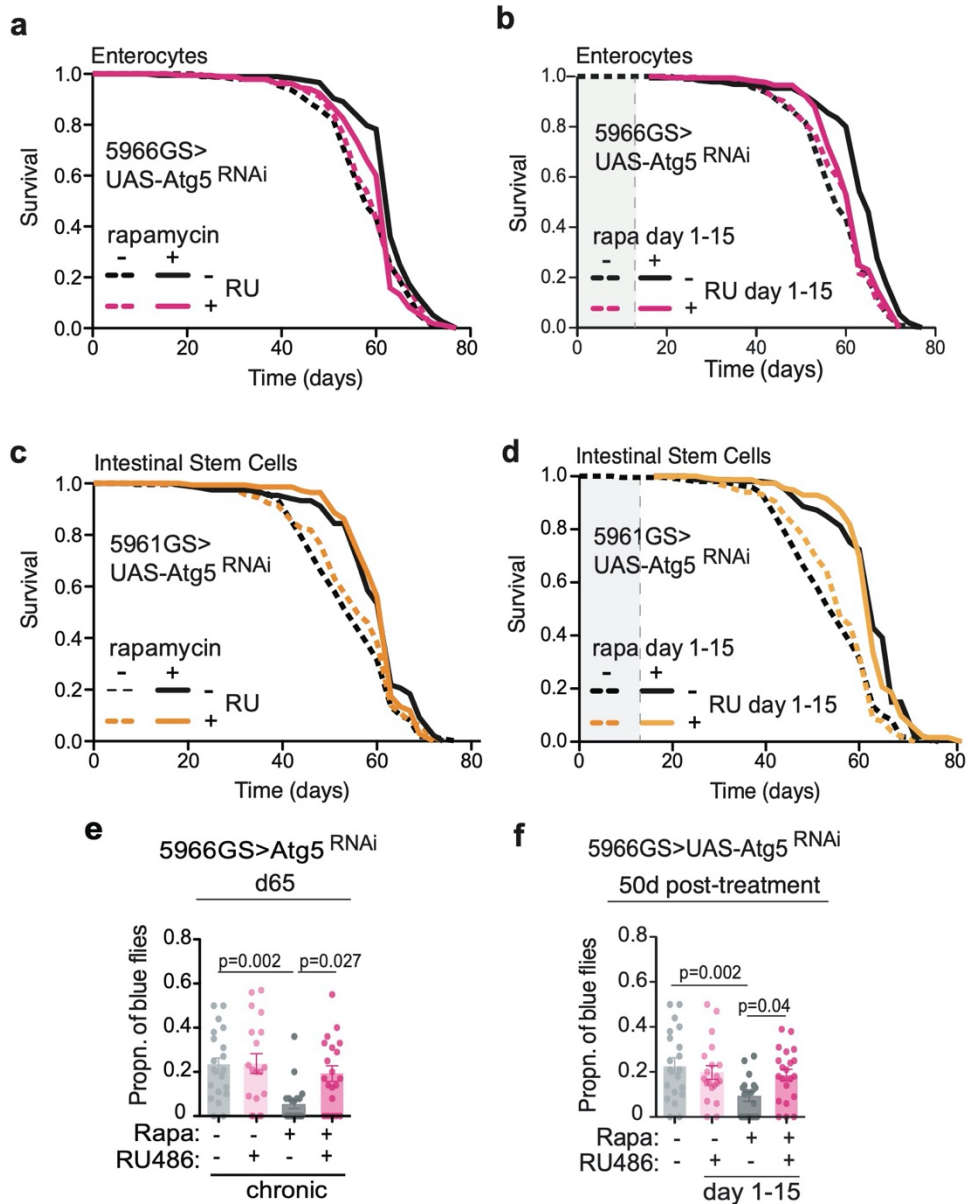 a
Enterocytes
1.0
0.8
0.6
0.4
0.2
0.0
Survival
5966GS>
UAS-Atg5 RNAi
rapamycin
- +
-
RU
+
0 20 40 60 80
Time (days)
b
Enterocytes
1.0
0.8
0.6
0.4
0.2
0.0
Survival
5966GS>
UAS-Atg5 RNAi
rapa day 1-15
- +
-
RU day 1-15
+
0 20 40 60 80
Time (days)
c
Intestinal Stem Cells
1.0
0.8
0.6
0.4
0.2
0.0
Survival
5961GS>
UAS-Atg5 RNAi
rapamycin
- +
-
RU
+
0 20 40 60 80
Time (days)
d
Intestinal Stem Cells
1.0
0.8
0.6
0.4
0.2
0.0
Survival
5961GS>
UAS-Atg5 RNAi
rapa day 1-15
- +
-
RU day 1-15
+
0 20 40 60 80
Time (days)
e
5966GS>Atg5 RNAi
d65
Propn. of blue flies
0.8
0.6
0.4
0.2
0
p=0.002
p=0.027
Rapa: - - + +
RU486: - + - +
chronic
f
5966GS>UAS-Atg5 RNAi
50d post-treatment
Propn. of blue flies
0.8
0.6
0.4
0.2
0
p=0.002
p=0.04
Rapa: - - + +
RU486: - + - +
day 1-15